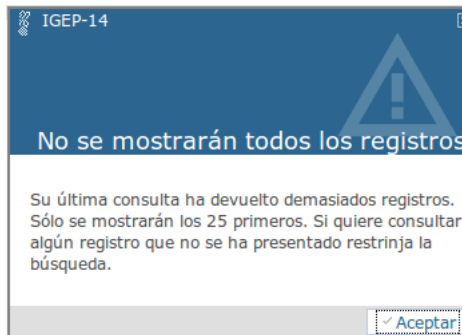 IGEP-14
No se mostrarán todos los registros
Su última consulta ha devuelto demasiados registros.
Sólo se mostrarán los 25 primeros. Si quiere consultar
algún registro que no se ha presentado restrinja la
búsqueda.
Aceptar